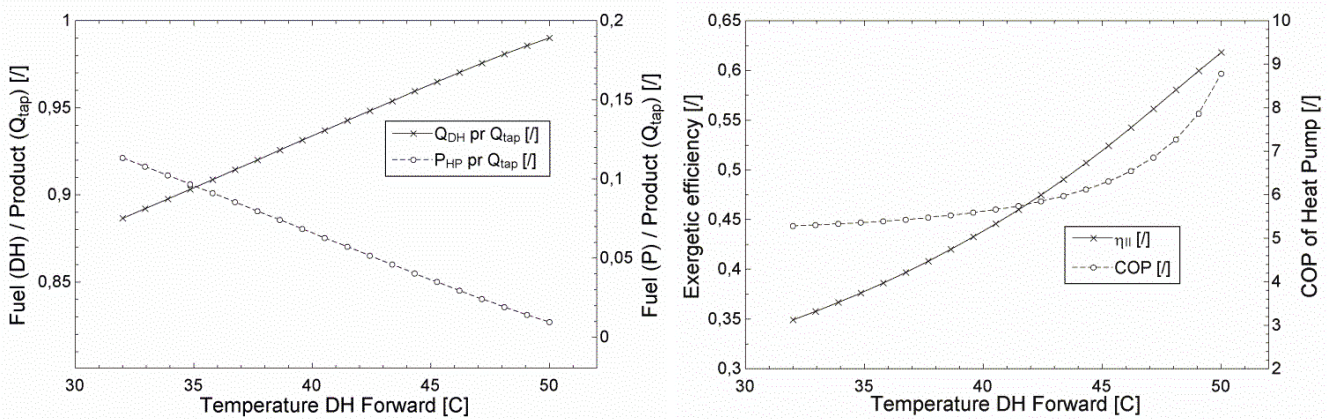 1
0,95
0,9
0,85
Fuel (DH) / Product (Q_tap) [/]
0,2
0,15
0,1
0,05
0
Fuel (P) / Product (Q_tap) [/]
Q_DH pr Q_tap [/]
P_HP pr Q_tap [/]
30 35 40 45 50
Temperature DH Forward [C]
0,65
0,6
0,55
0,5
0,45
0,4
0,35
0,3
Exergetic efficiency [/]
10
9
8
7
6
5
4
3
2
COP of Heat Pump [/]
η_II [/]
COP [/]
30 35 40 45 50
Temperature DH Forward [C]